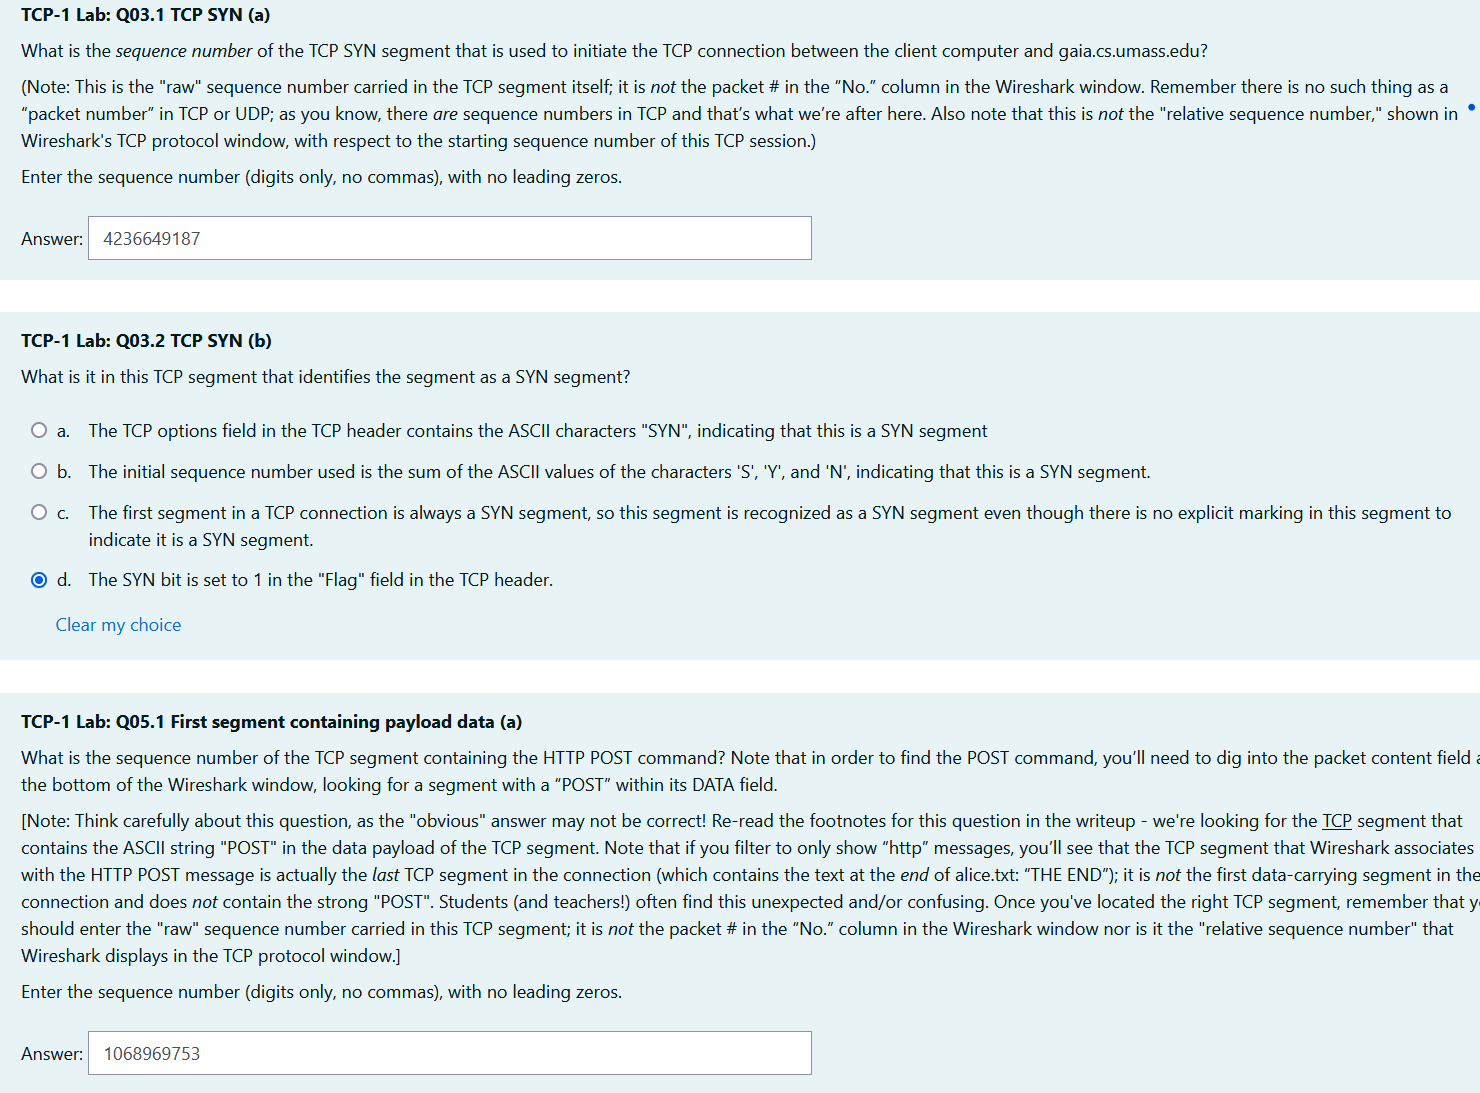 TCP-1 Lab: Q03.1 TCP SYN (a)
What is the sequence number of the TCP SYN segment that is used to initiate the TCP connection between the client computer and gaia.cs.umass.edu?
(Note: This is the "raw" sequence number carried in the TCP segment itself; it is not the packet # in the “No.” column in the Wireshark window. Remember there is no such thing as a
“packet number” in TCP or UDP; as you know, there are sequence numbers in TCP and that’s what we’re after here. Also note that this is not the "relative sequence number," shown in
Wireshark's TCP protocol window, with respect to the starting sequence number of this TCP session.)
Enter the sequence number (digits only, no commas), with no leading zeros.
Answer: 4236649187
TCP-1 Lab: Q03.2 TCP SYN (b)
What is it in this TCP segment that identifies the segment as a SYN segment?
a. The TCP options field in the TCP header contains the ASCII characters "SYN", indicating that this is a SYN segment
b. The initial sequence number used is the sum of the ASCII values of the characters 'S', 'Y', and 'N', indicating that this is a SYN segment.
c. The first segment in a TCP connection is always a SYN segment, so this segment is recognized as a SYN segment even though there is no explicit marking in this segment to
indicate it is a SYN segment.
d. The SYN bit is set to 1 in the "Flag" field in the TCP header.
Clear my choice
TCP-1 Lab: Q05.1 First segment containing payload data (a)
What is the sequence number of the TCP segment containing the HTTP POST command? Note that in order to find the POST command, you’ll need to dig into the packet content field
the bottom of the Wireshark window, looking for a segment with a “POST” within its DATA field.
[Note: Think carefully about this question, as the "obvious" answer may not be correct! Re-read the footnotes for this question in the writeup - we're looking for the TCP segment that
contains the ASCII string "POST" in the data payload of the TCP segment. Note that if you filter to only show “http” messages, you’ll see that the TCP segment that Wireshark associates
with the HTTP POST message is actually the last TCP segment in the connection (which contains the text at the end of alice.txt: “THE END”); it is not the first data-carrying segment in the
connection and does not contain the strong "POST". Students (and teachers!) often find this unexpected and/or confusing. Once you've located the right TCP segment, remember that
should enter the "raw" sequence number carried in this TCP segment; it is not the packet # in the “No.” column in the Wireshark window nor is it the "relative sequence number" that
Wireshark displays in the TCP protocol window.]
Enter the sequence number (digits only, no commas), with no leading zeros.
Answer: 1068969753